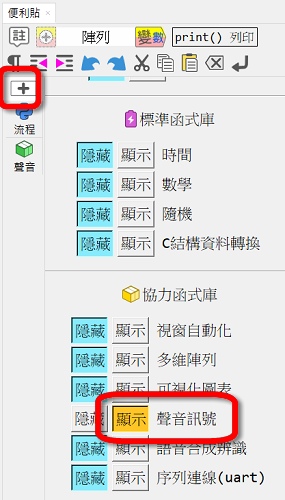 便利貼 ×
註 陣列 變數 print() 列印
流程
聲音
標準函式庫
隱藏 顯示 時間
隱藏 顯示 數學
隱藏 顯示 隨機
隱藏 顯示 C結構資料轉換
協力函式庫
隱藏 顯示 視窗自動化
隱藏 顯示 多維陣列
隱藏 顯示 可視化圖表
隱藏 顯示 聲音訊號
隱藏 顯示 語音合成辨識
隱藏 顯示 序列連線(uart)